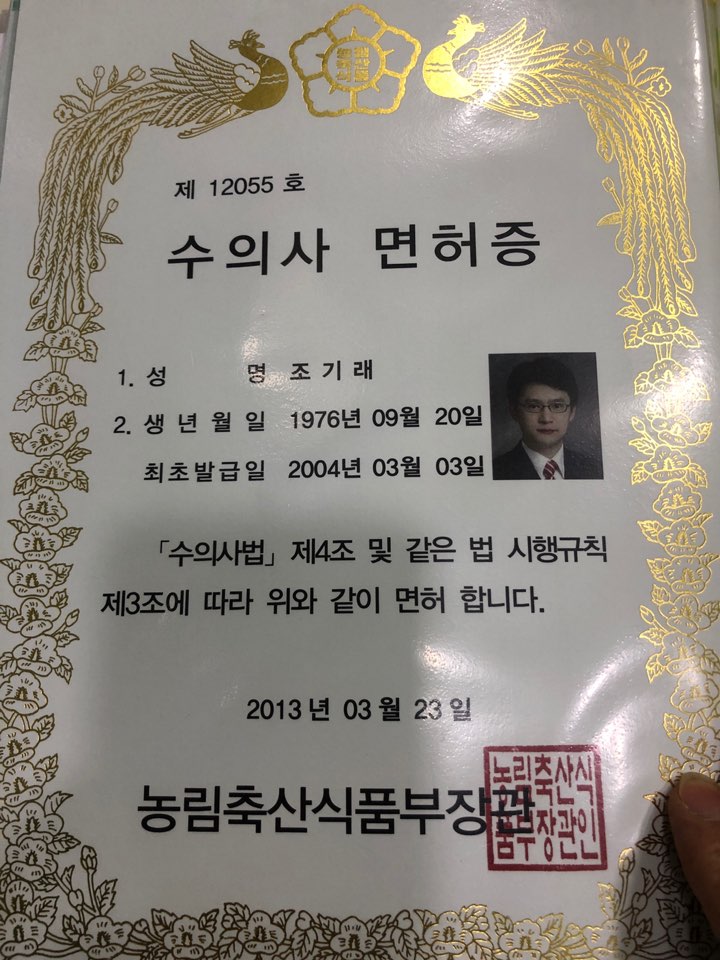 제 12055 호
수의사 면허증
1. 성 명 조 기 래
2. 생 년 월 일 1976년 09월 20일
최초발급일 2004년 03월 03일
「수의사법」 제4조 및 같은 법 시행규칙
제3조에 따라 위와 같이 면허 합니다.
2013 년 03 월 23 일
농림축산식품부장관
농림축산식
품부장관인